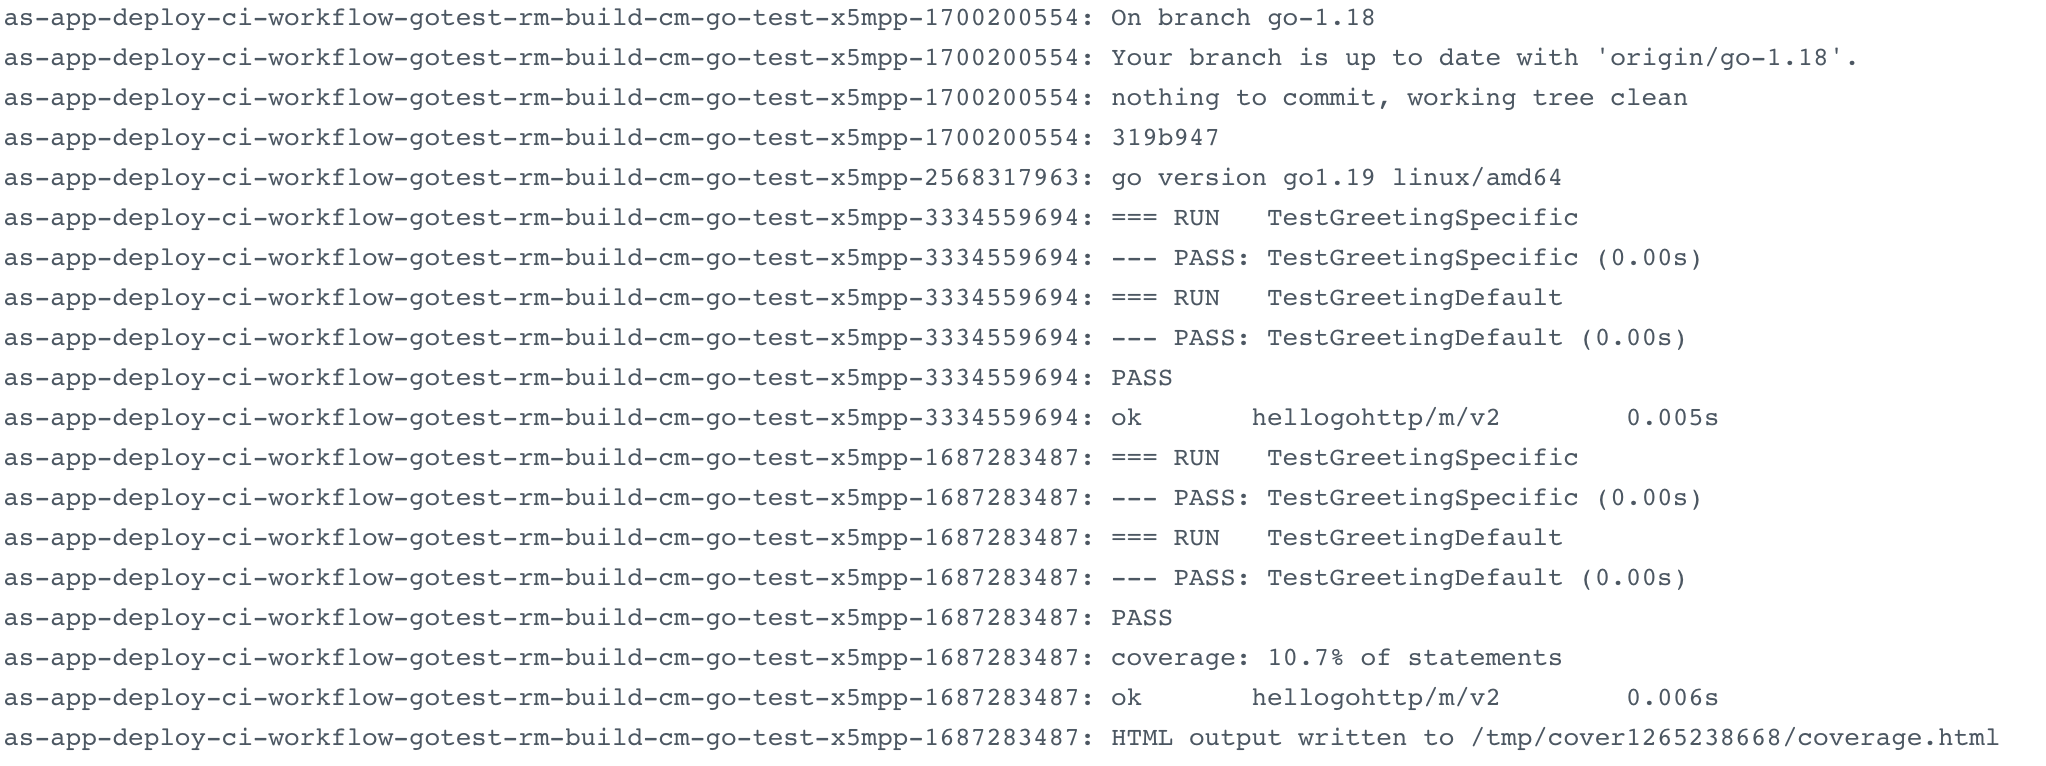 as-app-deploy-ci-workflow-gotest-rm-build-cm-go-test-x5mpp-1700200554: On branch go-1.18
as-app-deploy-ci-workflow-gotest-rm-build-cm-go-test-x5mpp-1700200554: Your branch is up to date with 'origin/go-1.18'.
as-app-deploy-ci-workflow-gotest-rm-build-cm-go-test-x5mpp-1700200554: nothing to commit, working tree clean
as-app-deploy-ci-workflow-gotest-rm-build-cm-go-test-x5mpp-1700200554: 319b947
as-app-deploy-ci-workflow-gotest-rm-build-cm-go-test-x5mpp-2568317963: go version go1.19 linux/amd64
as-app-deploy-ci-workflow-gotest-rm-build-cm-go-test-x5mpp-3334559694: === RUN   TestGreetingSpecific
as-app-deploy-ci-workflow-gotest-rm-build-cm-go-test-x5mpp-3334559694: --- PASS: TestGreetingSpecific (0.00s)
as-app-deploy-ci-workflow-gotest-rm-build-cm-go-test-x5mpp-3334559694: === RUN   TestGreetingDefault
as-app-deploy-ci-workflow-gotest-rm-build-cm-go-test-x5mpp-3334559694: --- PASS: TestGreetingDefault (0.00s)
as-app-deploy-ci-workflow-gotest-rm-build-cm-go-test-x5mpp-3334559694: PASS
as-app-deploy-ci-workflow-gotest-rm-build-cm-go-test-x5mpp-3334559694: ok       hellogohttp/m/v2        0.005s
as-app-deploy-ci-workflow-gotest-rm-build-cm-go-test-x5mpp-1687283487: === RUN   TestGreetingSpecific
as-app-deploy-ci-workflow-gotest-rm-build-cm-go-test-x5mpp-1687283487: --- PASS: TestGreetingSpecific (0.00s)
as-app-deploy-ci-workflow-gotest-rm-build-cm-go-test-x5mpp-1687283487: === RUN   TestGreetingDefault
as-app-deploy-ci-workflow-gotest-rm-build-cm-go-test-x5mpp-1687283487: --- PASS: TestGreetingDefault (0.00s)
as-app-deploy-ci-workflow-gotest-rm-build-cm-go-test-x5mpp-1687283487: PASS
as-app-deploy-ci-workflow-gotest-rm-build-cm-go-test-x5mpp-1687283487: coverage: 10.7% of statements
as-app-deploy-ci-workflow-gotest-rm-build-cm-go-test-x5mpp-1687283487: ok       hellogohttp/m/v2        0.006s
as-app-deploy-ci-workflow-gotest-rm-build-cm-go-test-x5mpp-1687283487: HTML output written to /tmp/cover1265238668/coverage.html